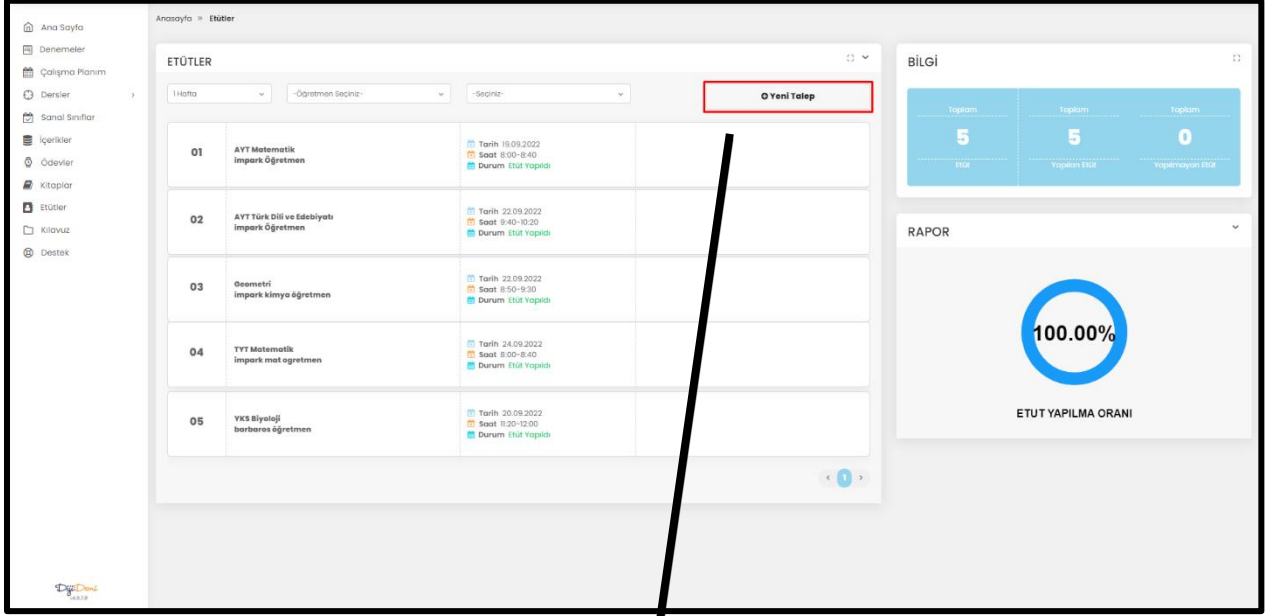 Ana Sayfa
Denemeler
Çalışma Planım
Dersler
Sanal Sınıflar
İçerikler
Ödevler
Kitaplar
Etütler
Kılavuz
Destek
DijiDemi
Anasayfa » Etütler
ETÜTLER
1.Hafta
-Öğretmen Seçiniz-
-Seçiniz-
Yeni Talep
01
AYT Matematik
impark Öğretmen
Tarih 19.09.2022
Saat 8:00-8:40
Durum Etüt Yapıldı
02
AYT Türk Dili ve Edebiyatı
impark Öğretmen
Tarih 22.09.2022
Saat 9:40-10:20
Durum Etüt Yapıldı
03
Geometri
impark kimya öğretmen
Tarih 22.09.2022
Saat 8:50-9:30
Durum Etüt Yapıldı
04
TYT Matematik
impark mat ogretmen
Tarih 24.09.2022
Saat 8:00-8:40
Durum Etüt Yapıldı
05
YKS Biyoloji
barbaros öğretmen
Tarih 20.09.2022
Saat 11:20-12:00
Durum Etüt Yapıldı
< 1 >
BİLGİ
Toplam
5
Etüt
Toplam
5
Yapılan Etüt
Toplam
0
Yapılmayan Etüt
RAPOR
100.00%
ETUT YAPILMA ORANI